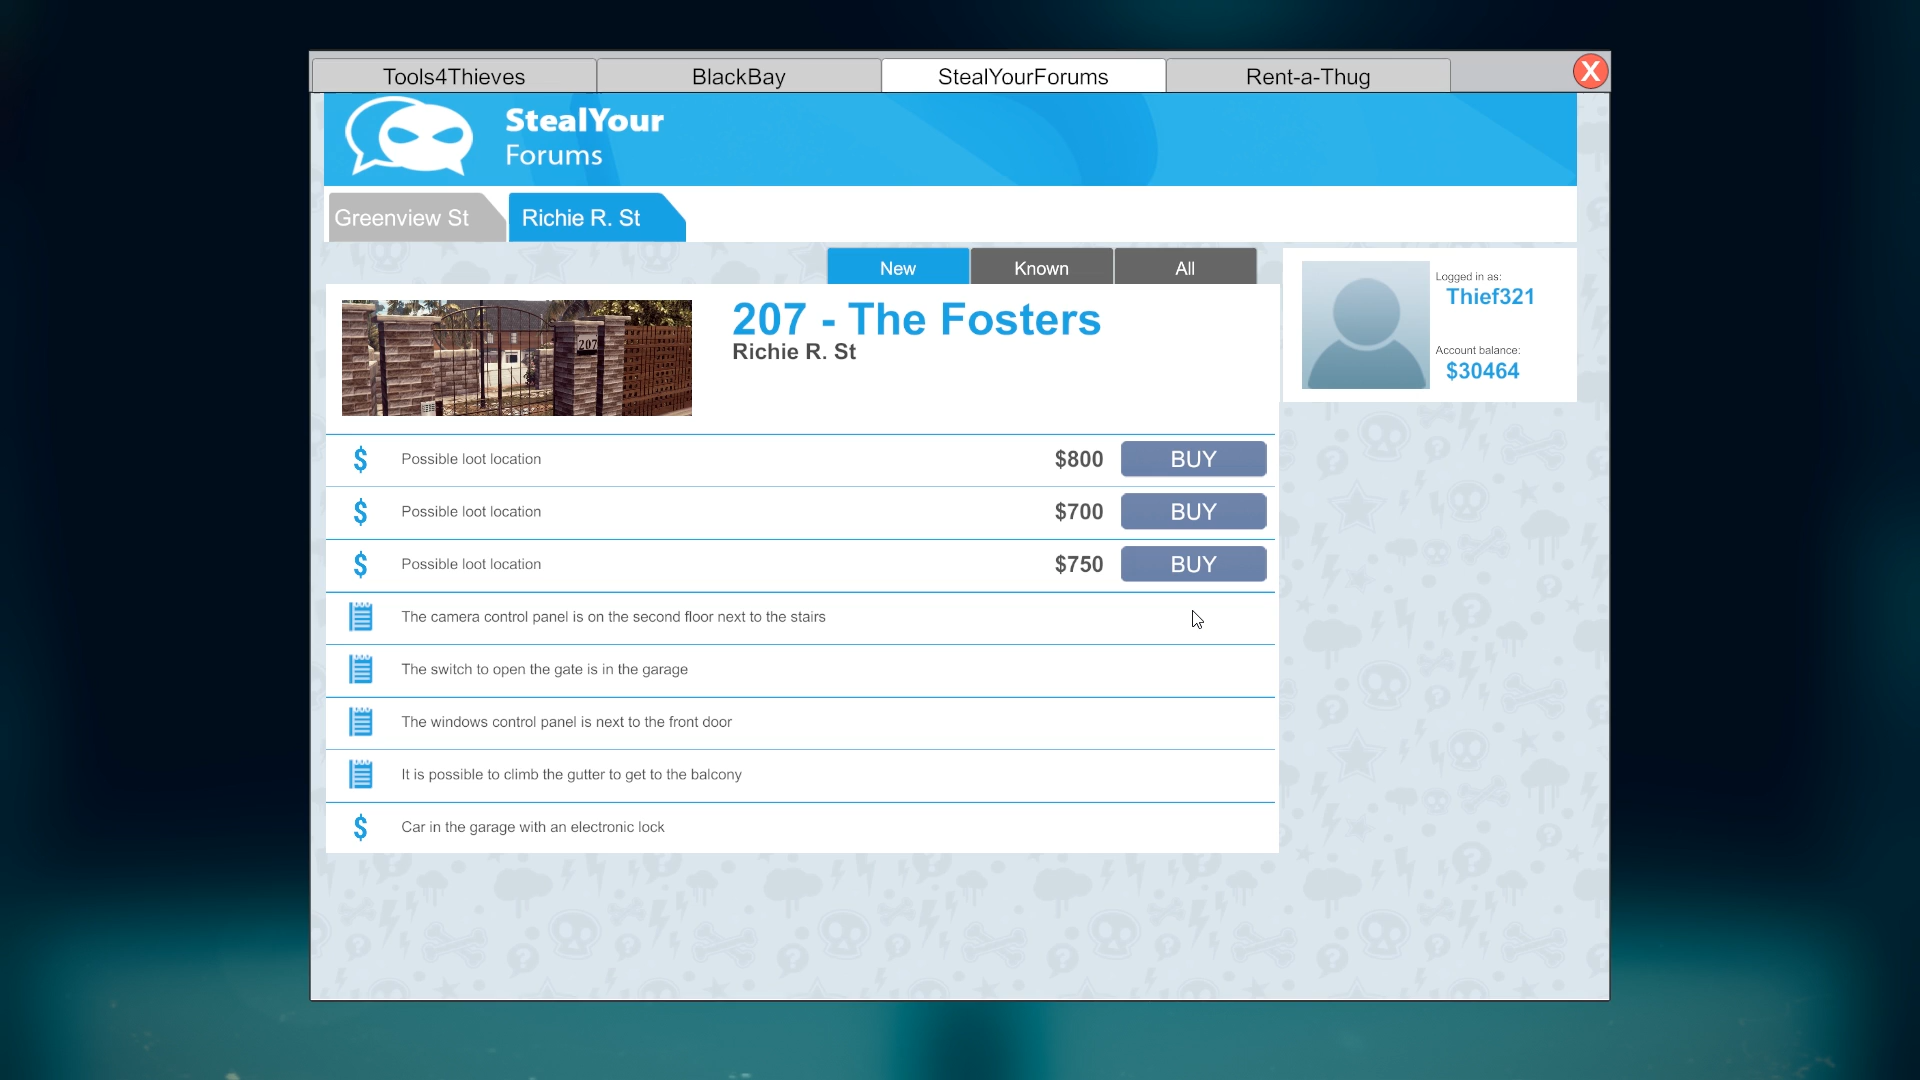 Tools4Thieves
BlackBay
StealYourForums
Rent-a-Thug
X
StealYour
Forums
Greenview St
Richie R. St
New
Known
All
207
207 - The Fosters
Richie R. St
Logged in as:
Thief321
Account balance:
$30464
$ Possible loot location $800 BUY
$ Possible loot location $700 BUY
$ Possible loot location $750 BUY
The camera control panel is on the second floor next to the stairs
The switch to open the gate is in the garage
The windows control panel is next to the front door
It is possible to climb the gutter to get to the balcony
$ Car in the garage with an electronic lock